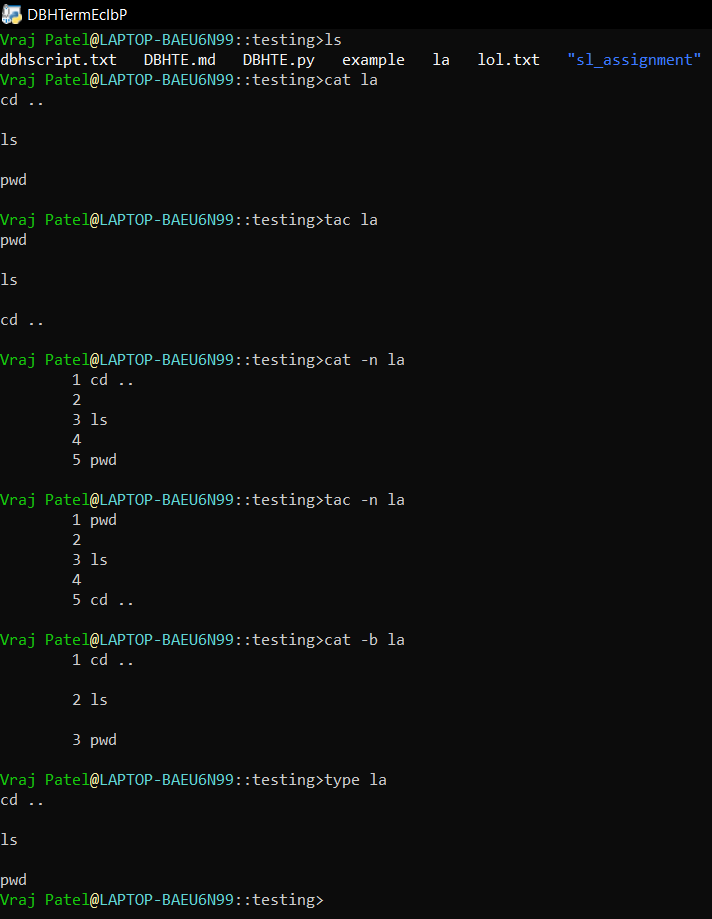 DBHTermEcIbP
Vraj Patel@LAPTOP-BAEU6N99::testing>ls
dbhscript.txt   DBHTE.md   DBHTE.py   example   la   lol.txt   "sl_assignment"
Vraj Patel@LAPTOP-BAEU6N99::testing>cat la
cd ..
ls
pwd
Vraj Patel@LAPTOP-BAEU6N99::testing>tac la
pwd
ls
cd ..
Vraj Patel@LAPTOP-BAEU6N99::testing>cat -n la
1 cd ..
2
3 ls
4
5 pwd
Vraj Patel@LAPTOP-BAEU6N99::testing>tac -n la
1 pwd
2
3 ls
4
5 cd ..
Vraj Patel@LAPTOP-BAEU6N99::testing>cat -b la
1 cd ..
2 ls
3 pwd
Vraj Patel@LAPTOP-BAEU6N99::testing>type la
cd ..
ls
pwd
Vraj Patel@LAPTOP-BAEU6N99::testing>